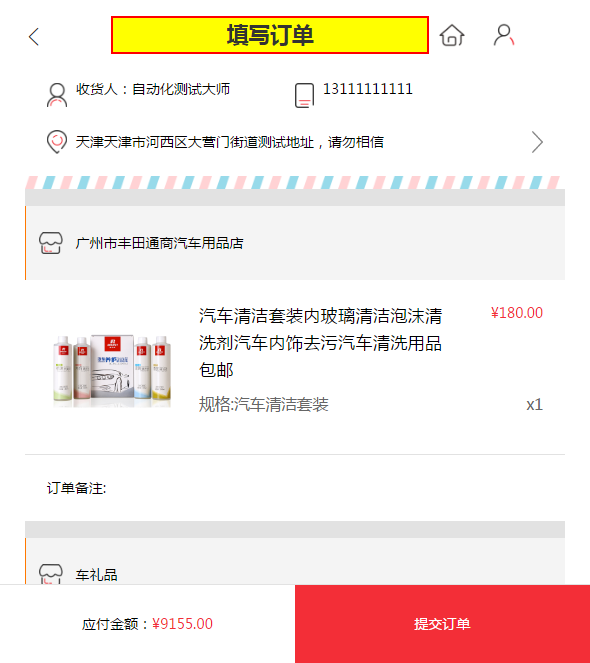 填写订单
收货人：自动化测试大师
13111111111
天津天津市河西区大营门街道测试地址，请勿相信
广州市丰田通商汽车用品店
汽车清洁套装内玻璃清洁泡沫清
¥180.00
洗剂汽车内饰去污汽车清洗用品
包邮
规格:汽车清洁套装
x1
订单备注:
车礼品
应付金额：¥9155.00
提交订单